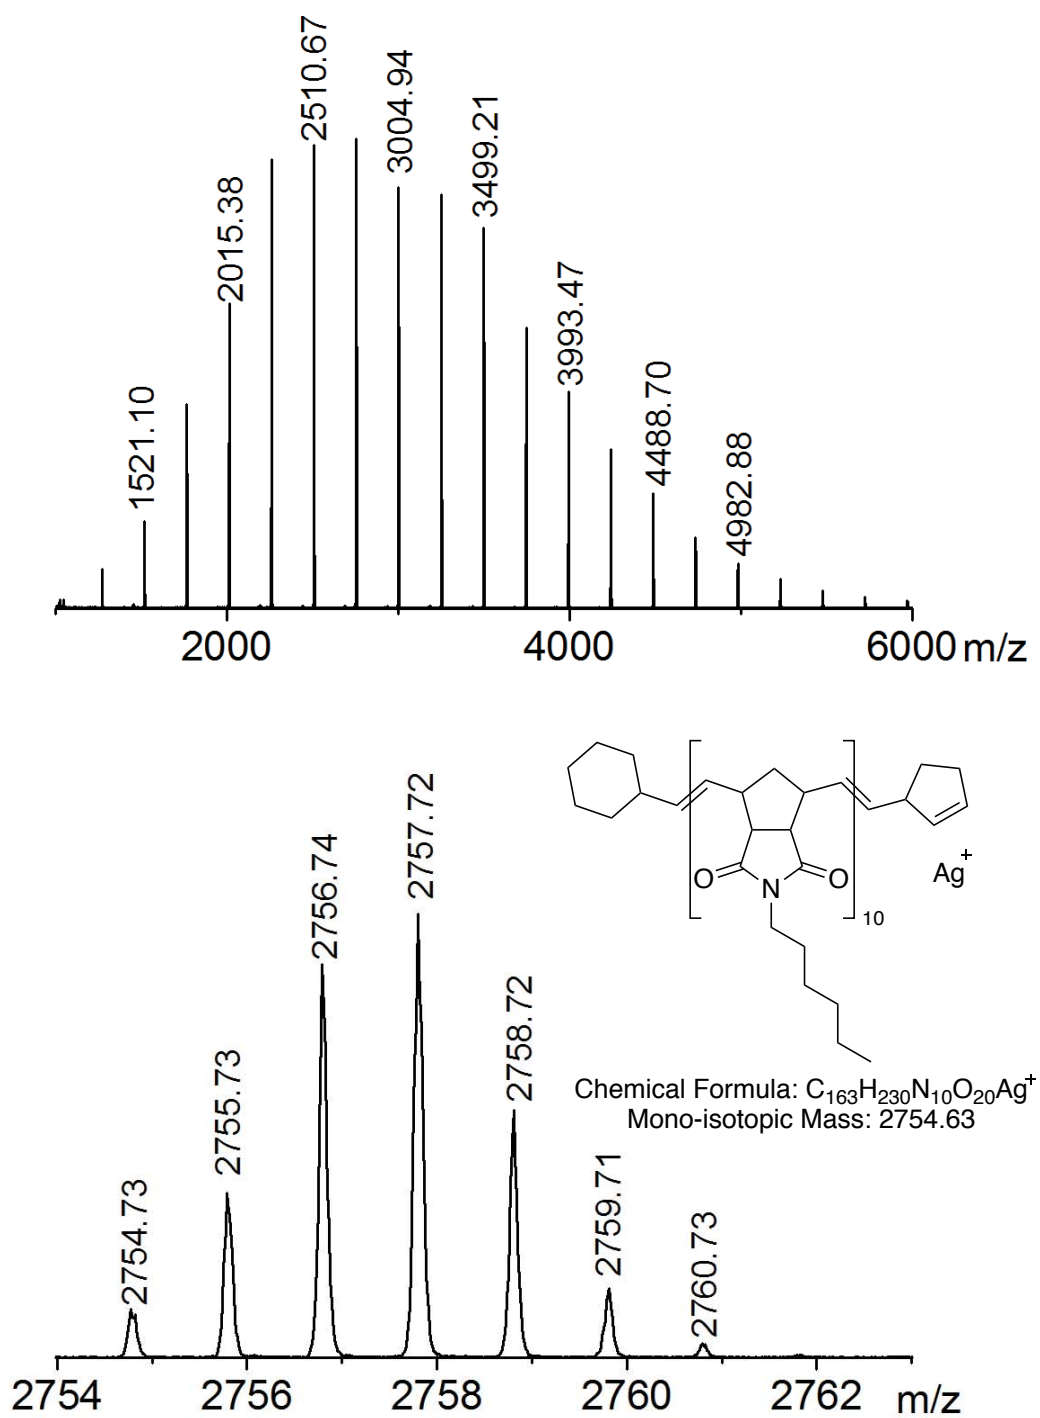 1521.10
2015.38
2510.67
3004.94
3499.21
3993.47
4488.70
4982.88
2000 4000 6000 m/z
2754.73
2755.73
2756.74
2757.72
2758.72
2759.71
2760.73
O N O
10
Ag+
Chemical Formula: C163H230N10O20Ag+
Mono-isotopic Mass: 2754.63
2754 2756 2758 2760 2762 m/z